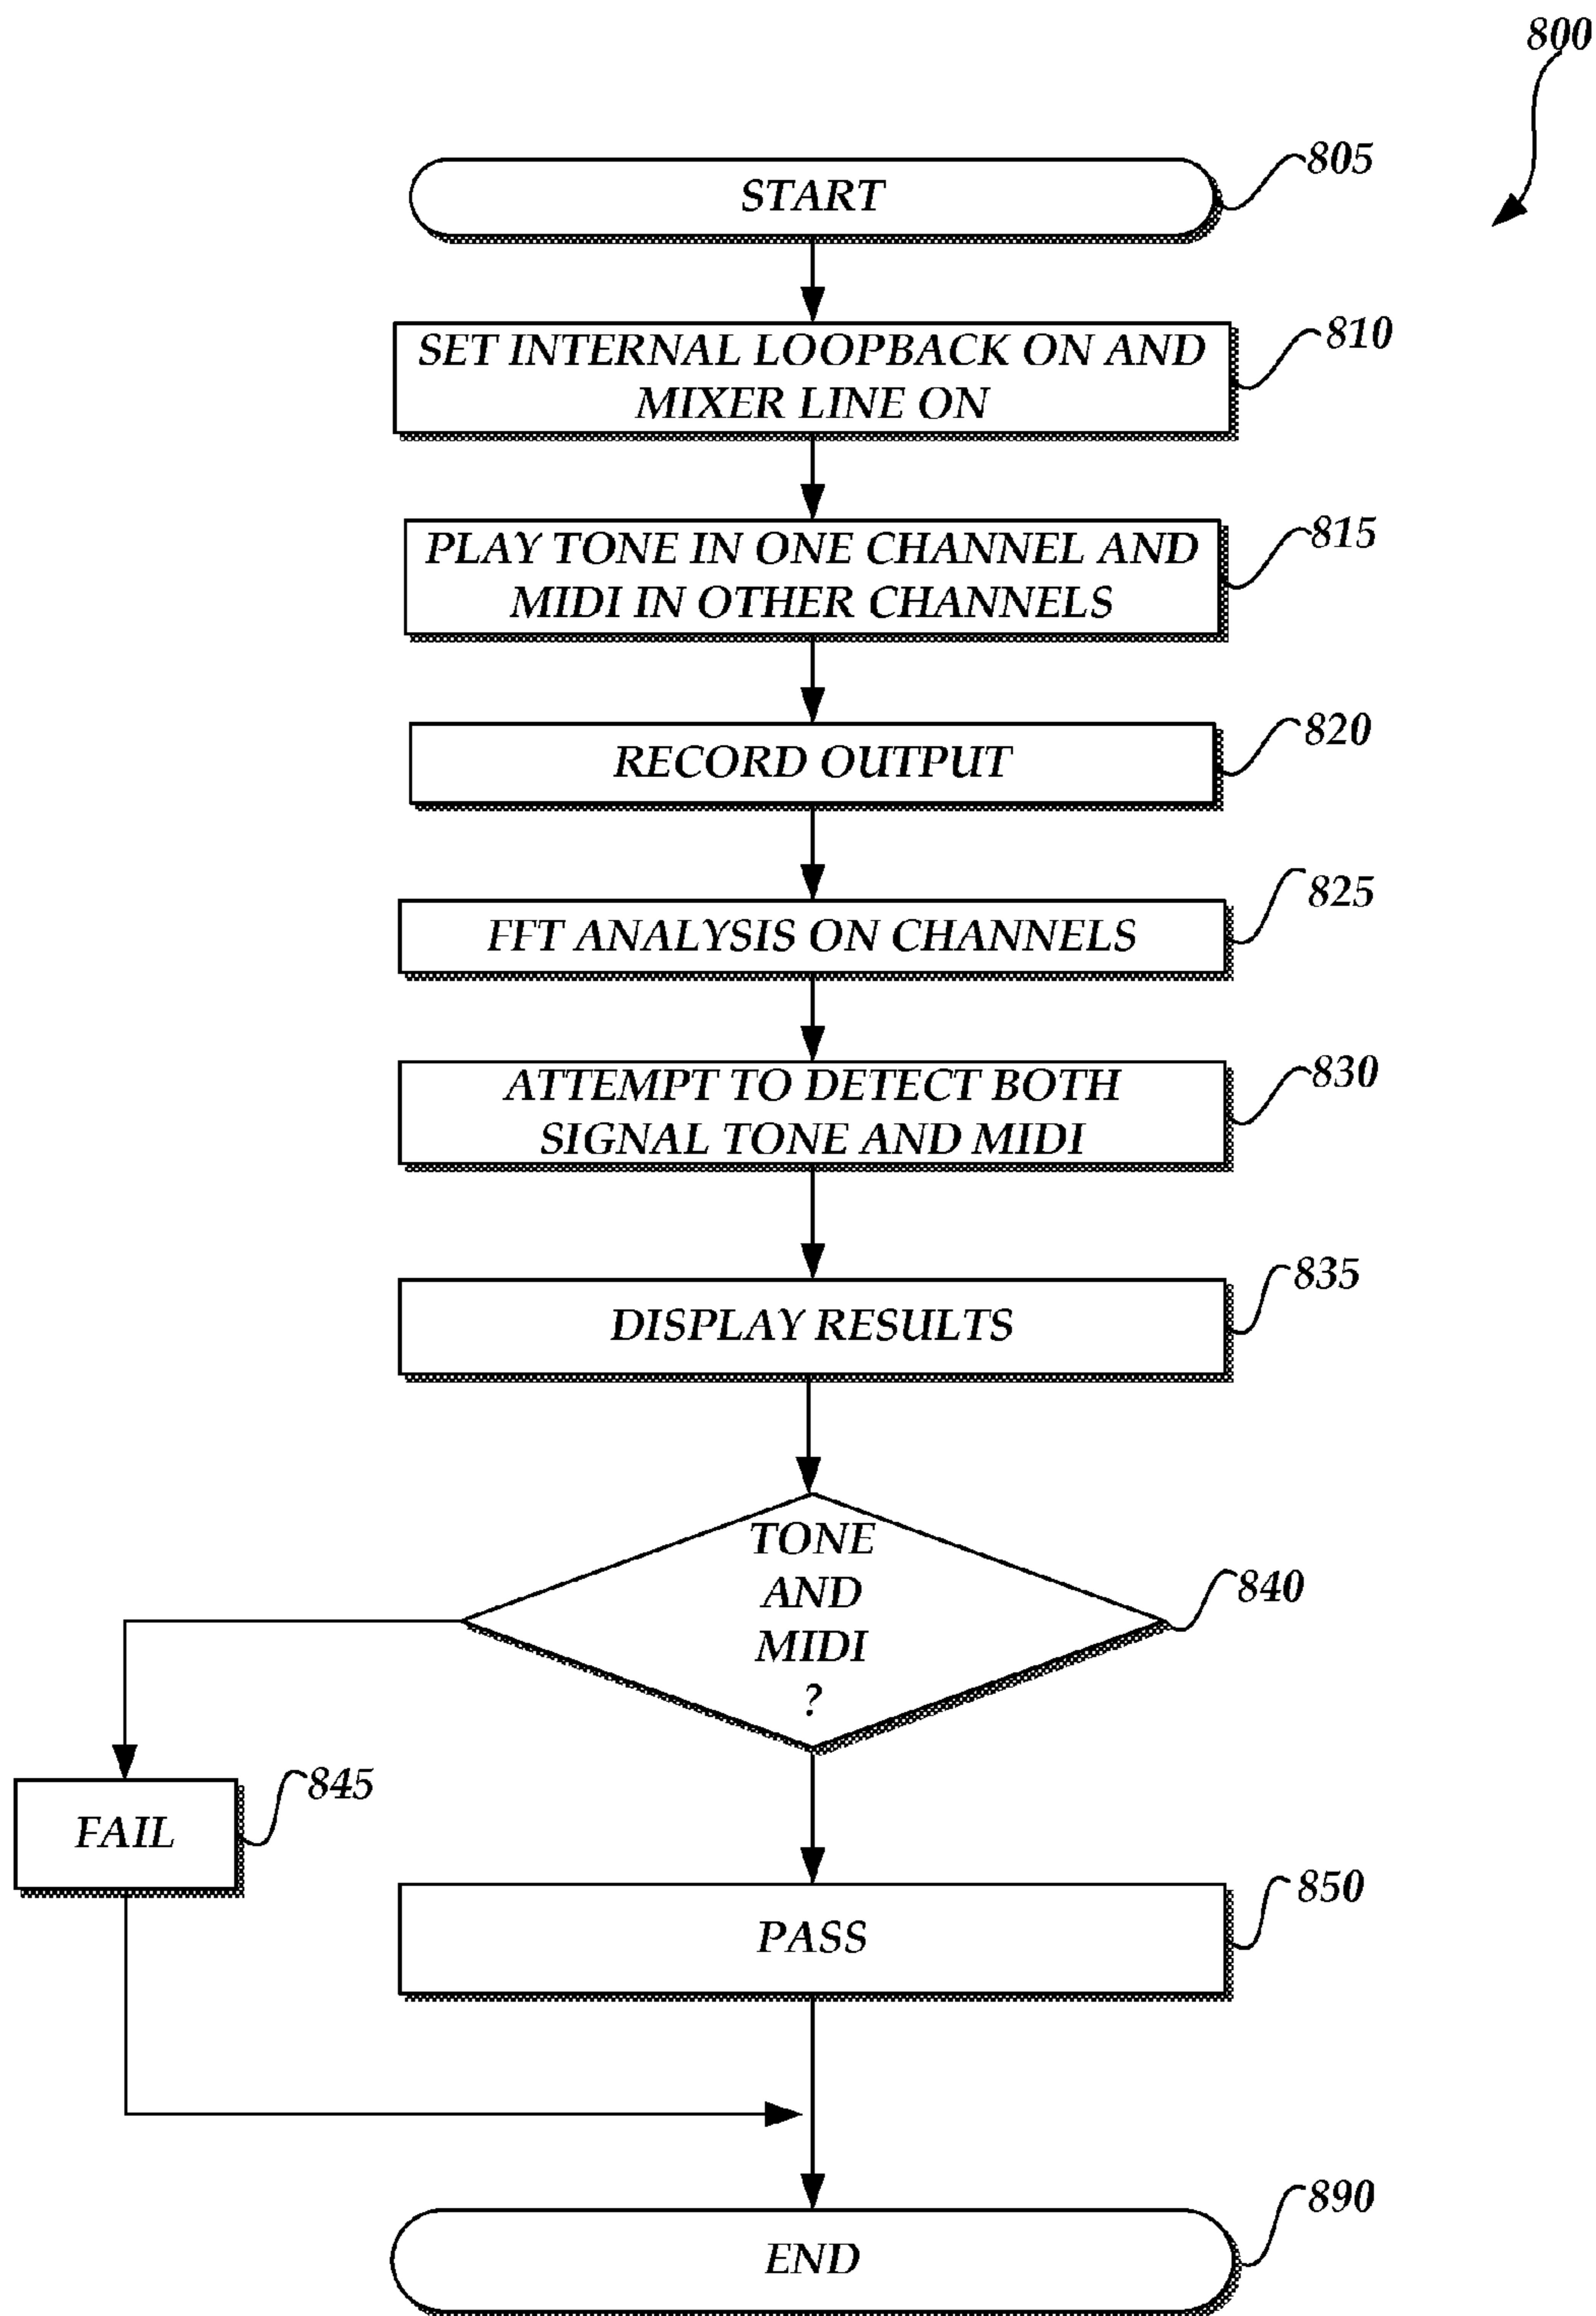 800
START
805
SET INTERNAL LOOPBACK ON AND
MIXER LINE ON
810
PLAY TONE IN ONE CHANNEL AND
MIDI IN OTHER CHANNELS
815
RECORD OUTPUT
820
FFT ANALYSIS ON CHANNELS
825
ATTEMPT TO DETECT BOTH
SIGNAL TONE AND MIDI
830
DISPLAY RESULTS
835
TONE
AND
MIDI
?
840
FAIL
845
PASS
850
END
890